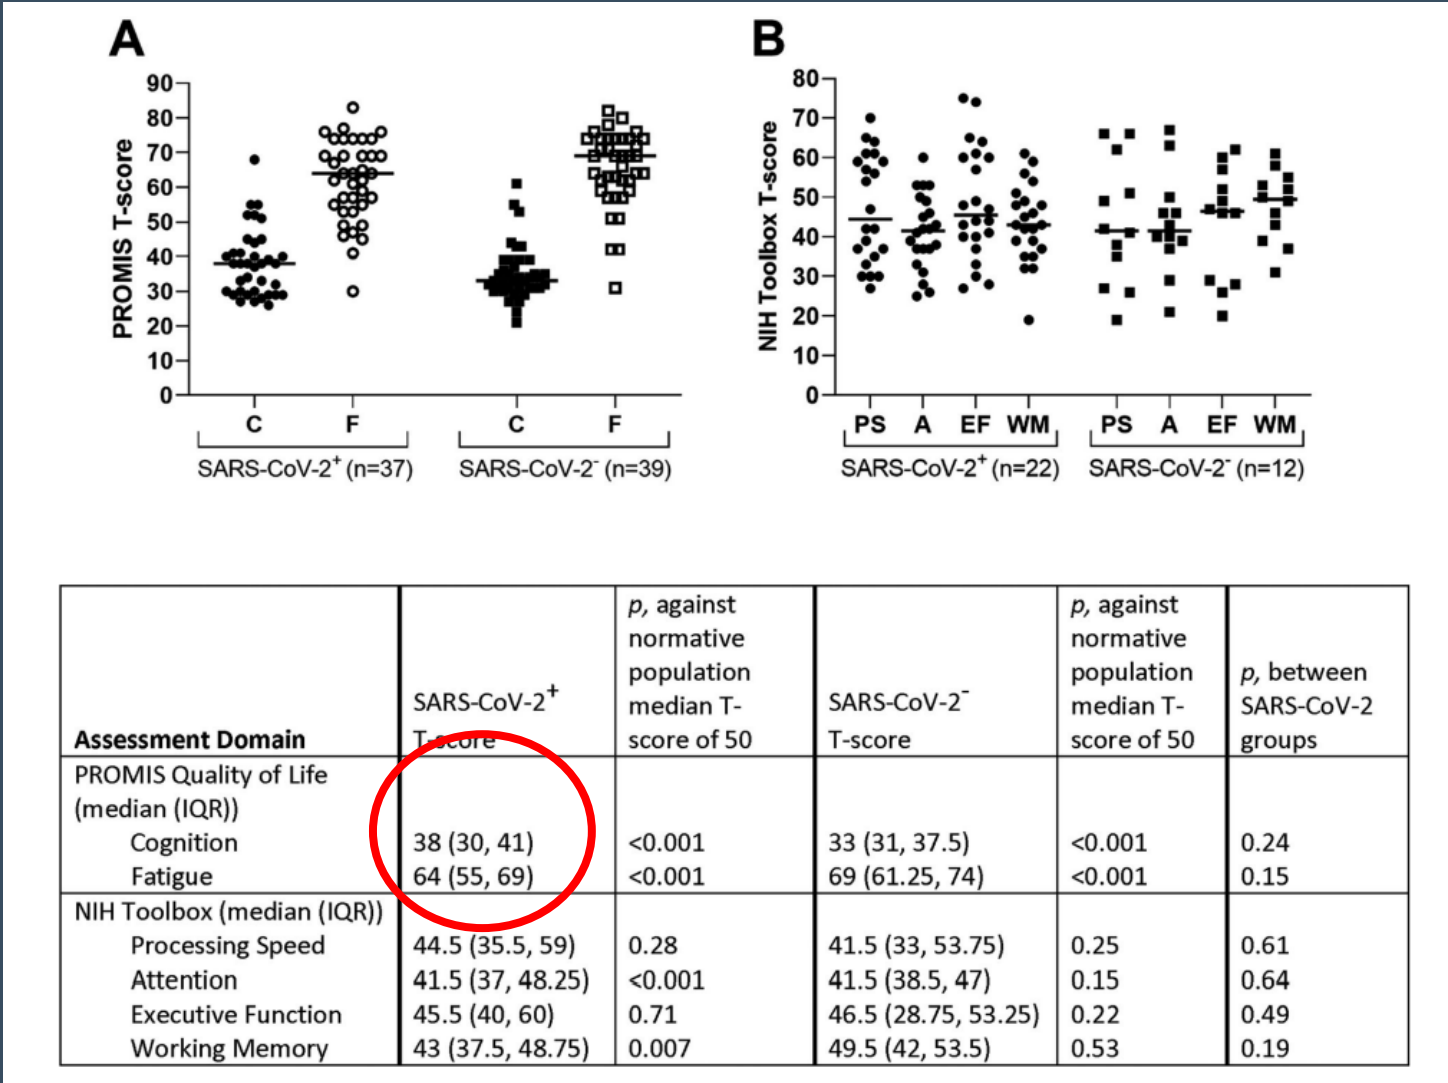 A
PROMIS T-score
90
80
70
60
50
40
30
20
10
0
C F C F
SARS-CoV-2⁺ (n=37) SARS-CoV-2⁻ (n=39)
B
NIH Toolbox T-score
80
70
60
50
40
30
20
10
0
PS A EF WM PS A EF WM
SARS-CoV-2⁺ (n=22) SARS-CoV-2⁻ (n=12)
Assessment Domain
SARS-CoV-2⁺
T-score
p, against
normative
population
median T-
score of 50
SARS-CoV-2⁻
T-score
p, against
normative
population
median T-
score of 50
p, between
SARS-CoV-2
groups
PROMIS Quality of Life
(median (IQR))
Cognition 38 (30, 41) <0.001 33 (31, 37.5) <0.001 0.24
Fatigue 64 (55, 69) <0.001 69 (61.25, 74) <0.001 0.15
NIH Toolbox (median (IQR))
Processing Speed 44.5 (35.5, 59) 0.28 41.5 (33, 53.75) 0.25 0.61
Attention 41.5 (37, 48.25) <0.001 41.5 (38.5, 47) 0.15 0.64
Executive Function 45.5 (40, 60) 0.71 46.5 (28.75, 53.25) 0.22 0.49
Working Memory 43 (37.5, 48.75) 0.007 49.5 (42, 53.5) 0.53 0.19